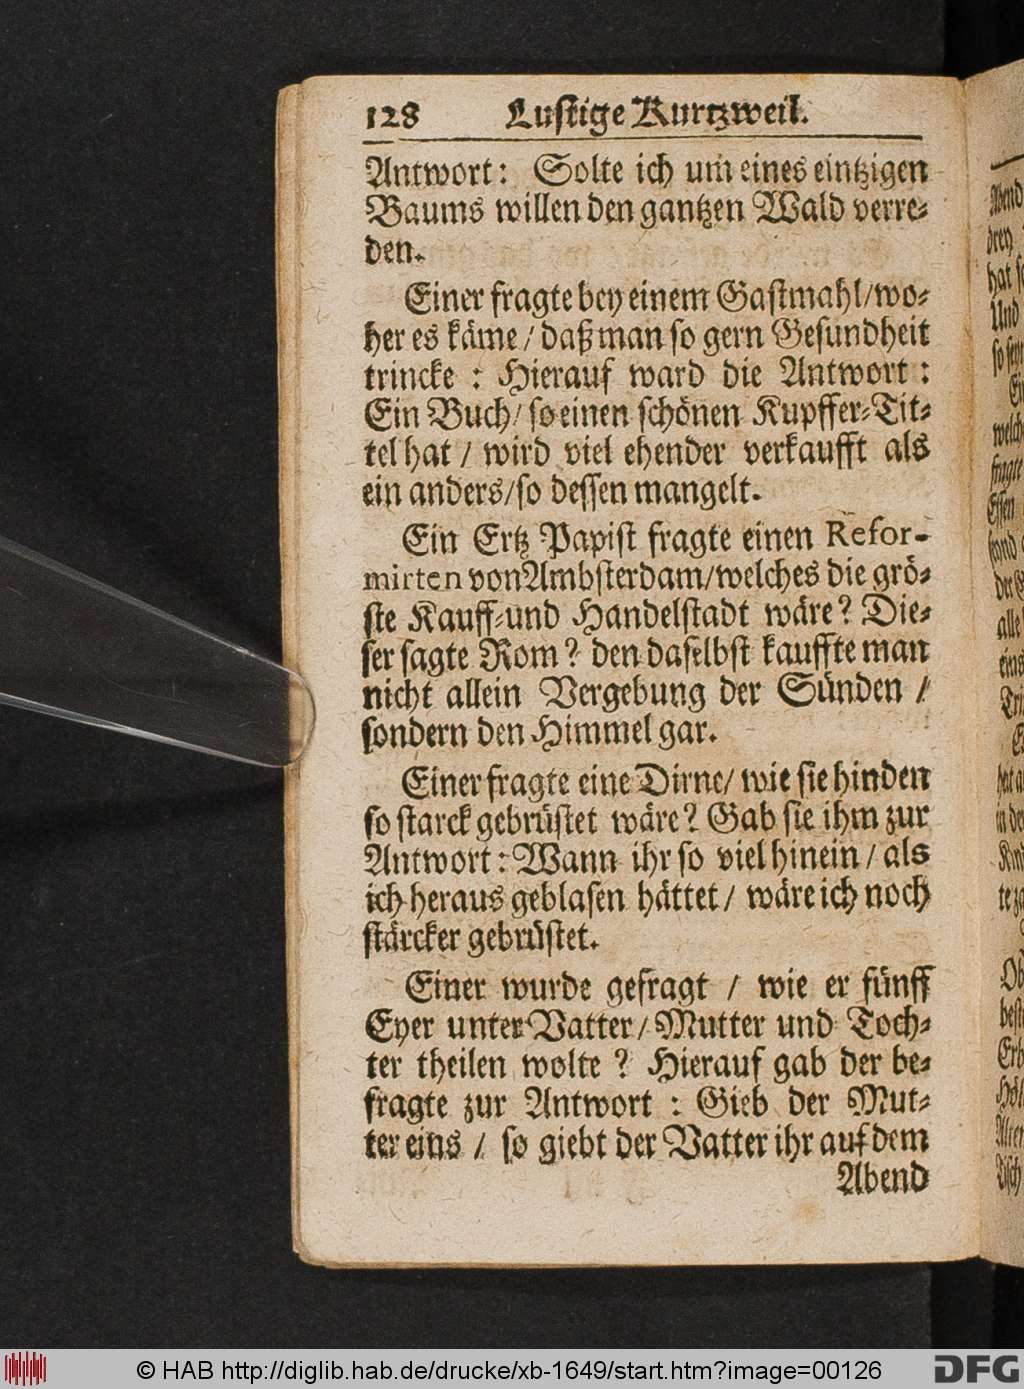 128 Lustige Kurtzweil.
Antwort: Solte ich um eines eintzigen
Baums willen den gantzen Wald verre-
den.
Einer fragte bey einem Gastmahl/wo-
her es käme / daß man so gern Gesundheit
trincke : Hierauf ward die Antwort :
Ein Buch/ so einen schönen Kupffer-Tit-
tel hat / wird viel ehender verkaufft als
ein anders/so dessen mangelt.
Ein Ertz Papist fragte einen Refor-
mirten von Ambsterdam/welches die grö-
ste Kauff-und Handelstadt wäre? Die-
ser sagte Rom? den daselbst kauffte man
nicht allein Vergebung der Sünden /
sondern den Himmel gar.
Einer fragte eine Dirne/ wie sie hinden
so starck gebrüstet wäre? Gab sie ihm zur
Antwort: Wann ihr so viel hinein / als
ich heraus geblasen hättet / wäre ich noch
stärcker gebrüstet.
Einer wurde gefragt / wie er fünff
Eyer unter Vatter / Mutter und Toch-
ter theilen wolte ? Hierauf gab der be-
fragte zur Antwort : Gieb der Mut-
ter eins / so giebt der Vatter ihr auf dem
Abend
© HAB http://diglib.hab.de/drucke/xb-1649/start.htm?image=00126
DFG